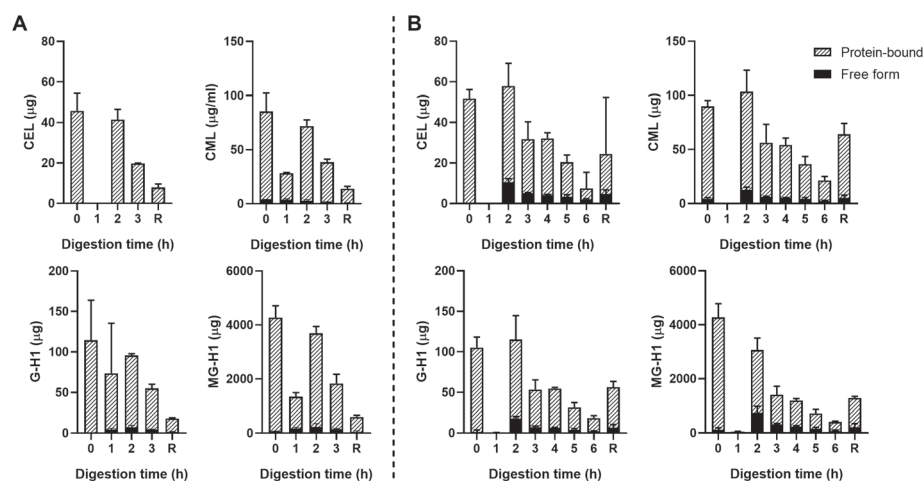 A
80
60
40
20
0
CEL (μg)
0 1 2 3 R
Digestion time (h)
150
100
50
0
CML (μg/ml)
0 1 2 3 R
Digestion time (h)
200
150
100
50
0
G-H1 (μg)
0 1 2 3 R
Digestion time (h)
6000
4000
2000
0
MG-H1 (μg)
0 1 2 3 R
Digestion time (h)
B
80
60
40
20
0
CEL (μg)
0 1 2 3 4 5 6 R
Digestion time (h)
150
100
50
0
CML (μg)
0 1 2 3 4 5 6 R
Digestion time (h)
Protein-bound
Free form
200
150
100
50
0
G-H1 (μg)
0 1 2 3 4 5 6 R
Digestion time (h)
6000
4000
2000
0
MG-H1 (μg)
0 1 2 3 4 5 6 R
Digestion time (h)